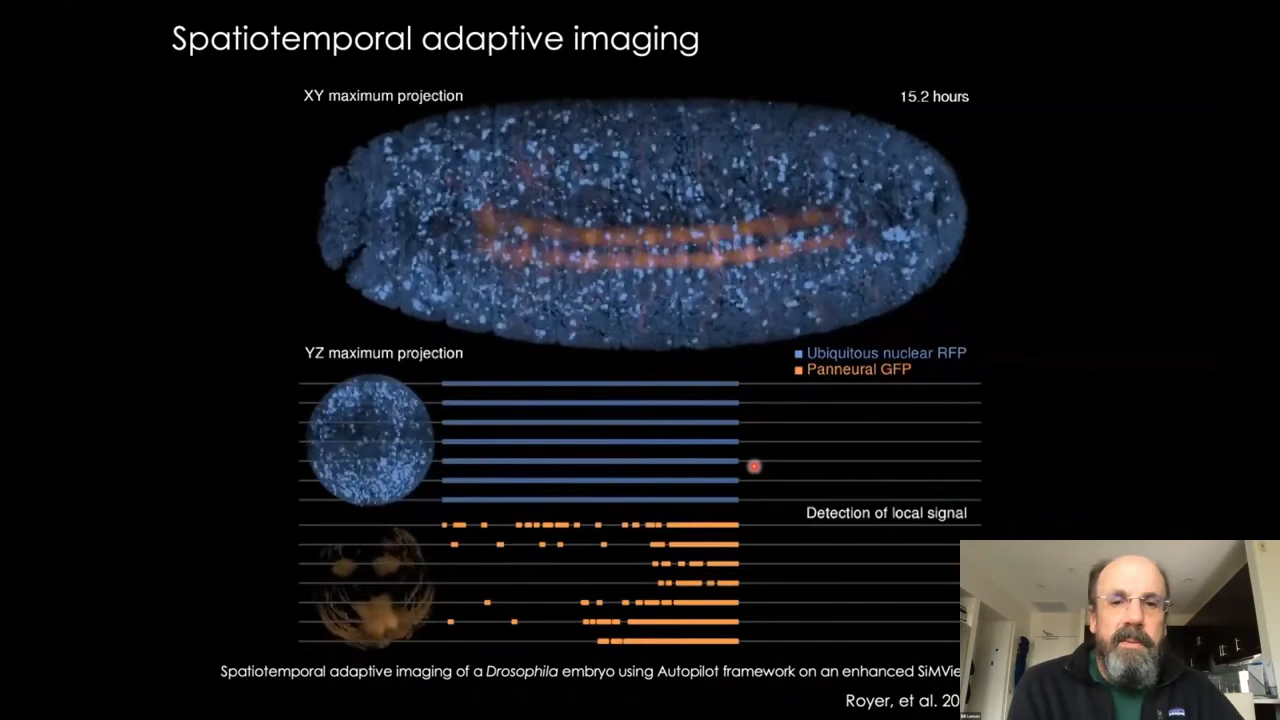 Spatiotemporal adaptive imaging
XY maximum projection
15.2 hours
YZ maximum projection
Ubiquitous nuclear RFP
Panneural GFP
Detection of local signal
Spatiotemporal adaptive imaging of a Drosophila embryo using Autopilot framework on an enhanced SiMVie
Royer, et al. 20